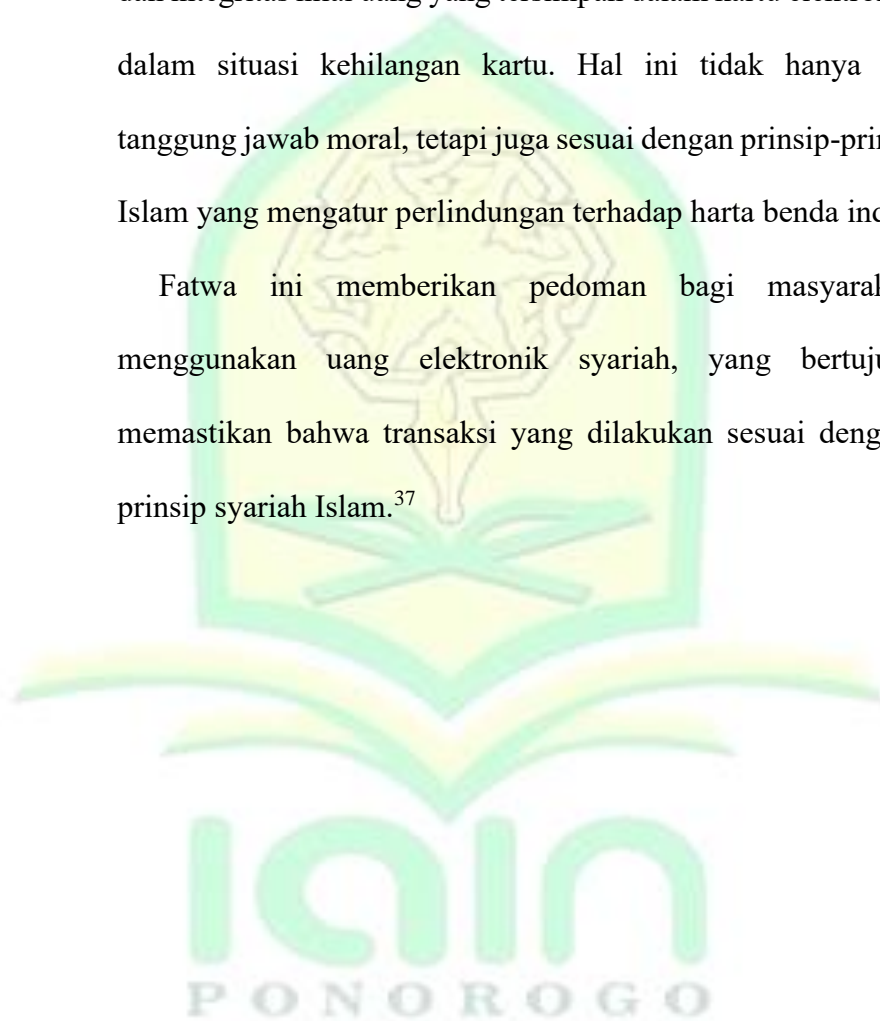 dalam situasi kehilangan kartu. Hal ini tidak hanya
tanggung jawab moral, tetapi juga sesuai dengan prinsip-prin
Islam yang mengatur perlindungan terhadap harta benda ind
Fatwa ini memberikan pedoman bagi masyarak
menggunakan uang elektronik syariah, yang bertuju
memastikan bahwa transaksi yang dilakukan sesuai deng
prinsip syariah Islam.³⁷
iain
PONOROGO